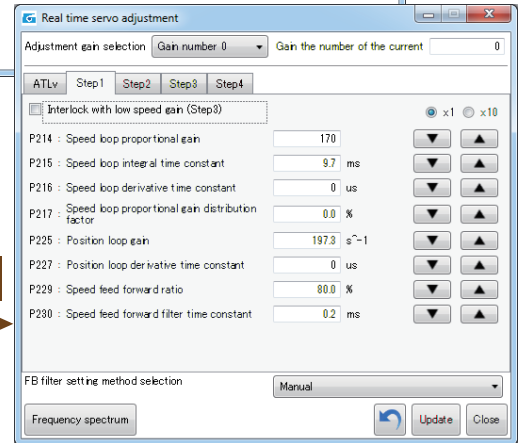 Real time servo adjustment
Adjustment gain selection Gain number 0 Gain the number of the current 0
ATLv Step1 Step2 Step3 Step4
Interlock with low speed gain (Step3) x1 x10
P214 : Speed loop proportional gain 170
P215 : Speed loop integral time constant 9.7 ms
P216 : Speed loop derivative time constant 0 us
P217 : Speed loop proportional gain distribution
factor 0.0 %
P225 : Position loop gain 197.3 s^-1
P227 : Position loop derivative time constant 0 us
P229 : Speed feed forward ratio 80.0 %
P230 : Speed feed forward filter time constant 0.2 ms
FB filter setting method selection Manual
Frequency spectrum Update Close